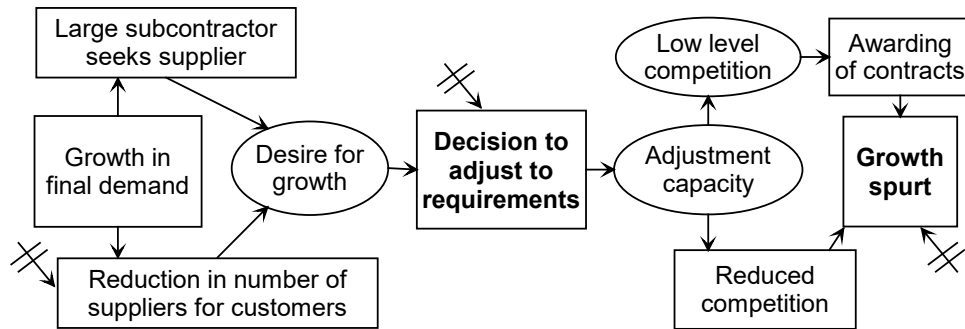 Large subcontractor
seeks supplier
Growth in
final demand
Reduction in number of
suppliers for customers
Desire for
growth
Decision to
adjust to
requirements
Adjustment
capacity
Low level
competition
Awarding
of contracts
Reduced
competition
Growth
spurt